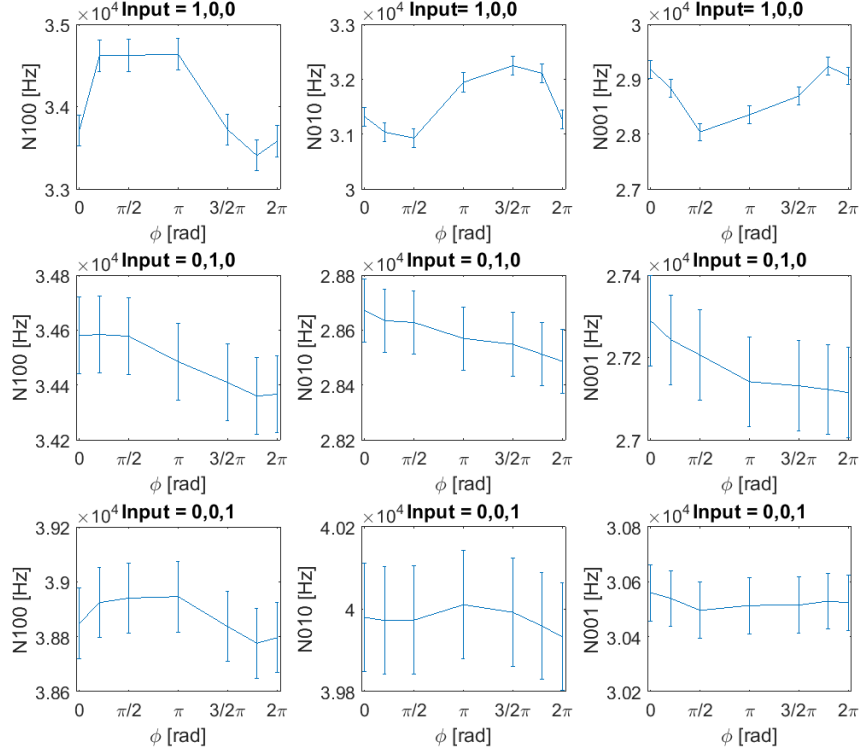 ×10⁴ Input = 1,0,0
3.5
3.4
3.3
N100 [Hz]
0 π/2 π 3/2π 2π
ϕ [rad]
×10⁴ Input= 1,0,0
3.3
3.2
3.1
3
N010 [Hz]
0 π/2 π 3/2π 2π
ϕ [rad]
×10⁴ Input = 1,0,0
3
2.9
2.8
2.7
N001 [Hz]
0 π/2 π 3/2π 2π
ϕ [rad]
×10⁴ Input = 0,1,0
3.48
3.46
3.44
3.42
N100 [Hz]
0 π/2 π 3/2π 2π
ϕ [rad]
×10⁴ Input = 0,1,0
2.88
2.86
2.84
2.82
N010 [Hz]
0 π/2 π 3/2π 2π
ϕ [rad]
×10⁴ Input = 0,1,0
2.74
2.72
2.7
N001 [Hz]
0 π/2 π 3/2π 2π
ϕ [rad]
×10⁴ Input = 0,0,1
3.92
3.9
3.88
3.86
N100 [Hz]
0 π/2 π 3/2π 2π
ϕ [rad]
×10⁴ Input = 0,0,1
4.02
4
3.98
N010 [Hz]
0 π/2 π 3/2π 2π
ϕ [rad]
×10⁴ Input = 0,0,1
3.08
3.06
3.04
3.02
N001 [Hz]
0 π/2 π 3/2π 2π
ϕ [rad]